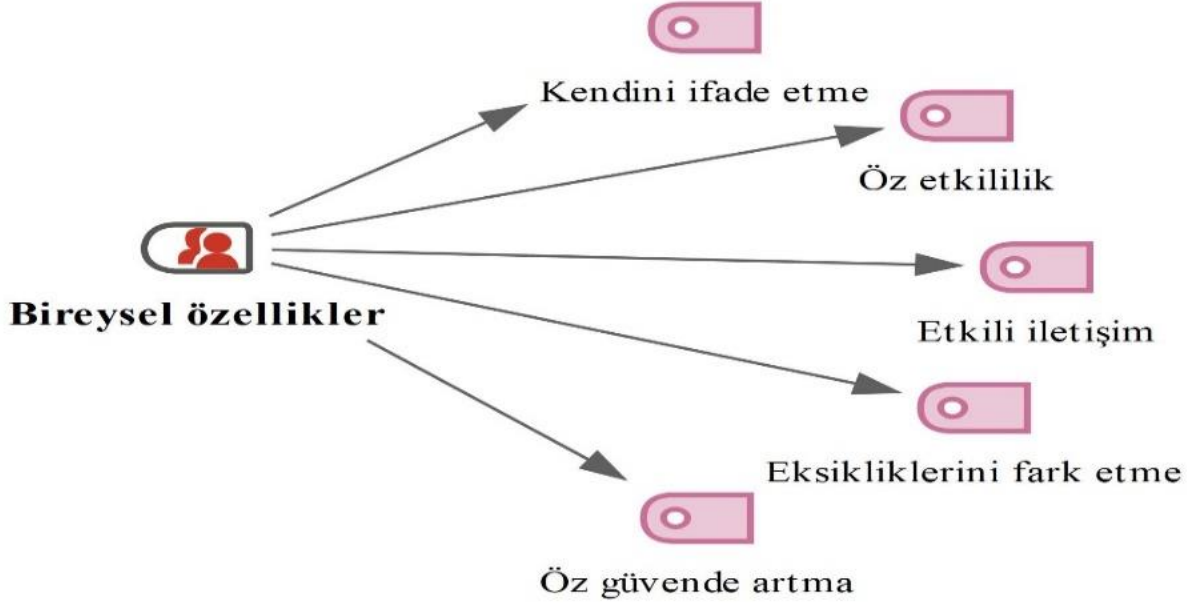 Kendini ifade etme
Öz etkililik
Bireysel özellikler
Etkili iletişim
Eksikliklerini fark etme
Öz güvende artma